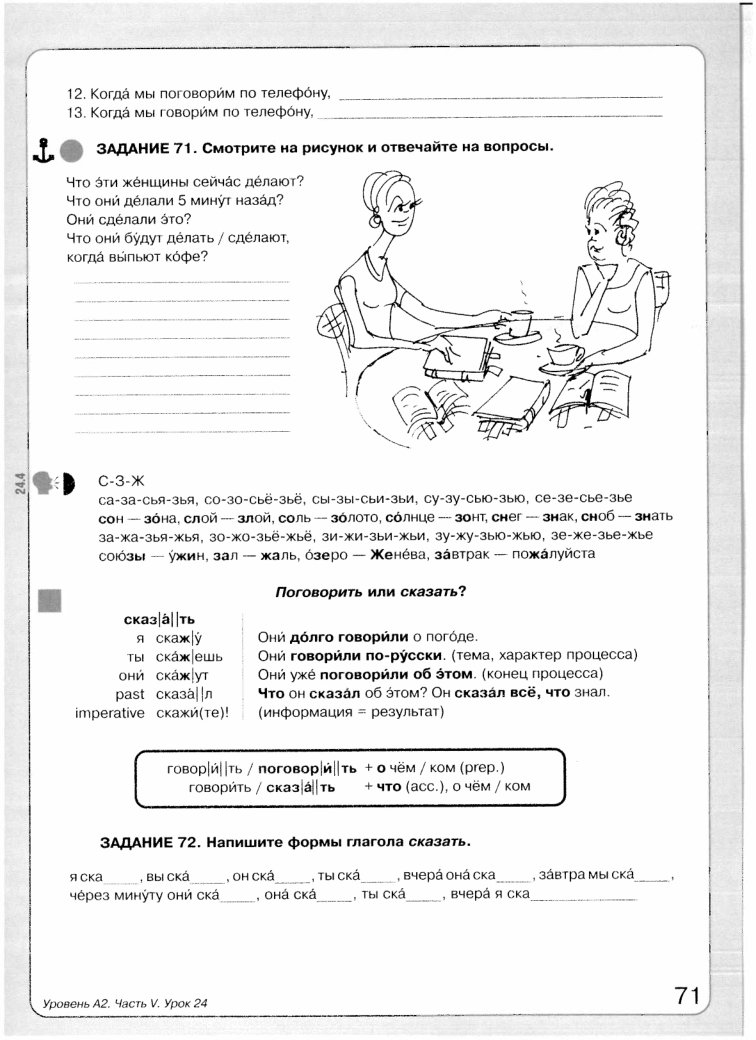 12. Когда́ мы поговори́м по телефо́ну, ___
13. Когда́ мы говори́м по телефо́ну, ___
ЗАДАНИЕ 71. Смотрите на рисунок и отвечайте на вопросы.
Что э́ти же́нщины сейча́с де́лают?
Что они́ де́лали 5 мину́т наза́д?
Они́ сде́лали э́то?
Что они́ бу́дут де́лать / сде́лают,
когда́ вы́пьют ко́фе?
24.4
С-З-Ж
са-за-сья-зья, со-зо-сьё-зьё, сы-зы-сьи-зьи, су-зу-сью-зью, се-зе-сье-зье
сон — зо́на, слой — злой, соль — зо́лото, со́лнце — зонт, снег — знак, сноб — знать
за-жа-зья-жья, зо-жо-зьё-жьё, зи-жи-зьи-жьи, зу-жу-зью-жью, зе-же-зье-жье
сою́зы — у́жин, зал — жаль, о́зеро — Жене́ва, за́втрак — пожа́луйста
Поговорить или сказать?
сказ|а́||ть
я скаж|у́
Они́ до́лго говори́ли о пого́де.
ты ска́ж|ешь
Они́ говори́ли по-ру́сски. (тема, характер процесса)
они́ ска́ж|ут
Они́ уже́ поговори́ли об э́том. (конец процесса)
past сказа́||л
Что он сказа́л об э́том? Он сказа́л всё, что знал.
imperative скажи́(те)!
(информация = результат)
говор|и́||ть / поговор|и́||ть + о чём / ком (prep.)
говори́ть / сказ|а́||ть + что (acc.), о чём / ком
ЗАДАНИЕ 72. Напишите формы глагола сказать.
я ска____, вы ска́____, он ска́____, ты ска́____, вчера́ она́ ска____, за́втра мы ска́____,
че́рез мину́ту они́ ска́____, она́ ска́____, ты ска́____, вчера́ я ска____
Уровень А2. Часть V. Урок 24
71